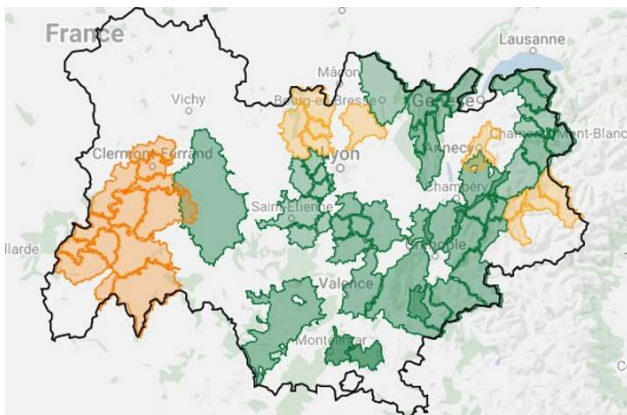 France
Lausanne
Mâcon
Vichy
Bourg-en-Bresse
Genève
Clermont-Ferrand
Lyon
Annecy
Chamonix-Mont-Blanc
Saint-Étienne
Chambéry
Grenoble
Valence
Montélimar